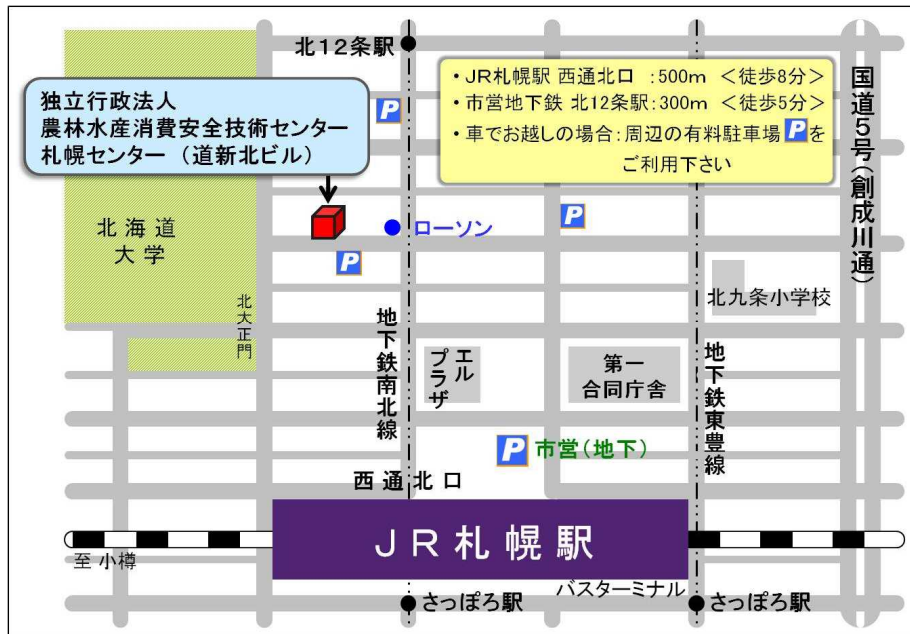 北12条駅
独立行政法人
農林水産消費安全技術センター
札幌センター （道新北ビル）
P
・JR札幌駅 西通北口 ：500m ＜徒歩8分＞
・市営地下鉄 北12条駅：300m ＜徒歩5分＞
・車でお越しの場合：周辺の有料駐車場Pを
ご利用下さい
国道5号（創成川通）
北海道
大学
ローソン
P
P
北九条小学校
北大正門
地下鉄南北線
エル
プラザ
第一
合同庁舎
地下鉄東豊線
P 市営（地下）
西通北口
JR札幌駅
至 小樽
バスターミナル
さっぽろ駅
さっぽろ駅